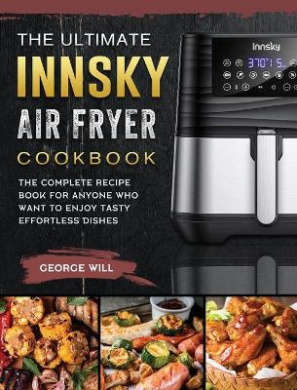 THE ULTIMATE
INNSKY
AIR FRYER
COOKBOOK
THE COMPLETE RECIPE
BOOK FOR ANYONE WHO
WANT TO ENJOY TASTY
EFFORTLESS DISHES
GEORGE WILL
Innsky